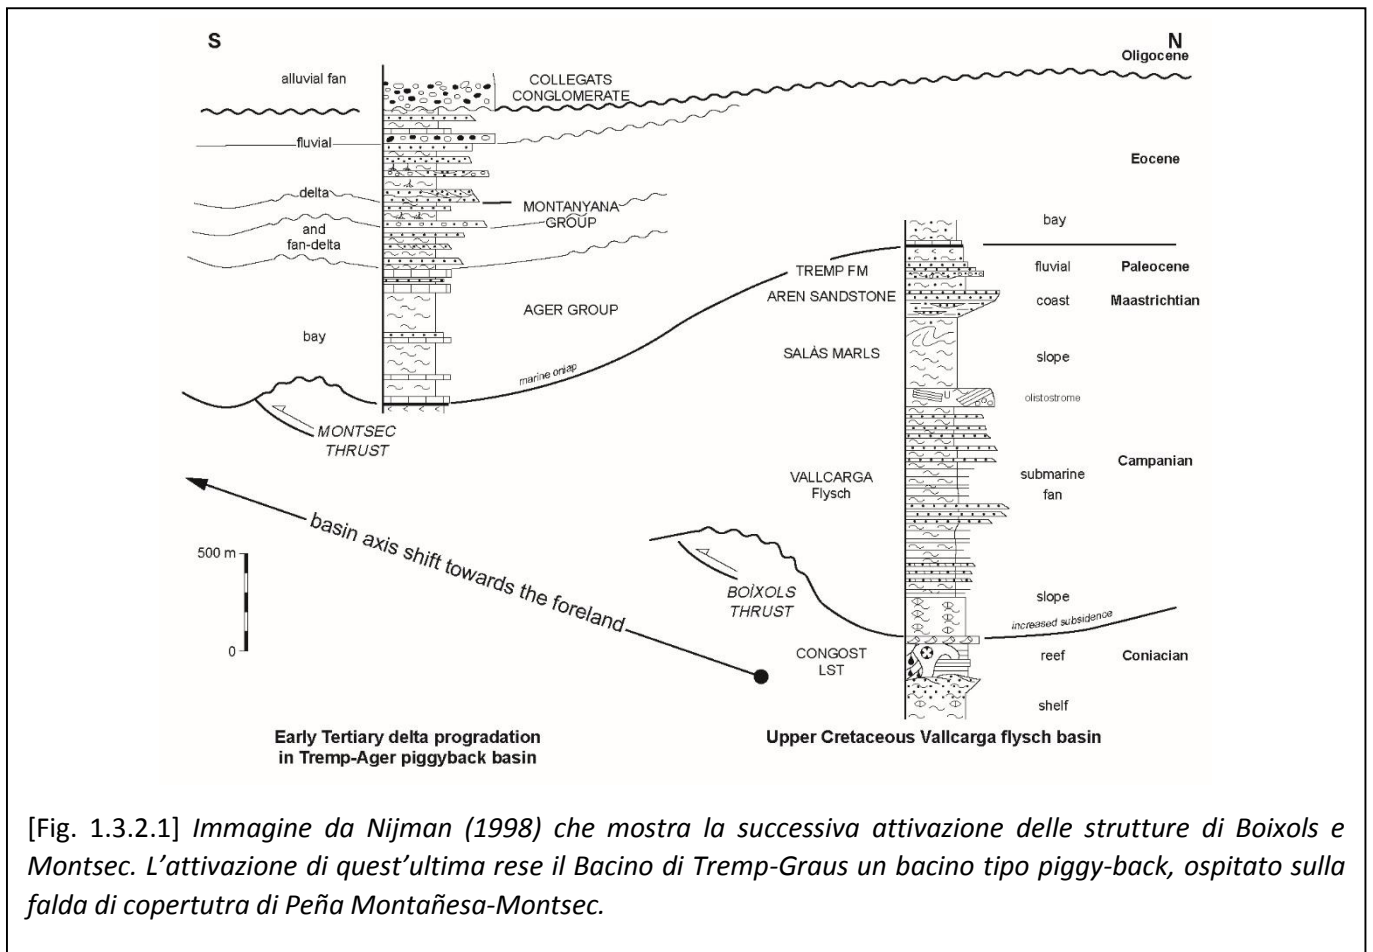 S
N
Oligocene
alluvial fan
COLLEGATS
CONGLOMERATE
fluvial
Eocene
delta
MONTANYANA
GROUP
and
fan-delta
bay
TREMP FM
fluvial
Paleocene
AREN SANDSTONE
coast
Maastrichtian
AGER GROUP
bay
SALÀS MARLS
slope
marine onlap
olistostrome
MONTSEC
THRUST
VALLCARGA
Flysch
submarine
fan
Campanian
basin axis shift towards the foreland
500 m
0
BOÌXOLS
THRUST
slope
increased subsidence
CONGOST
LST
reef
Coniacian
shelf
U
Early Tertiary delta progradation
in Tremp-Ager piggyback basin
Upper Cretaceous Vallcarga flysch basin
[Fig. 1.3.2.1] Immagine da Nijman (1998) che mostra la successiva attivazione delle strutture di Boixols e
Montsec. L’attivazione di quest’ultima rese il Bacino di Tremp-Graus un bacino tipo piggy-back, ospitato sulla
falda di copertutra di Peña Montañesa-Montsec.